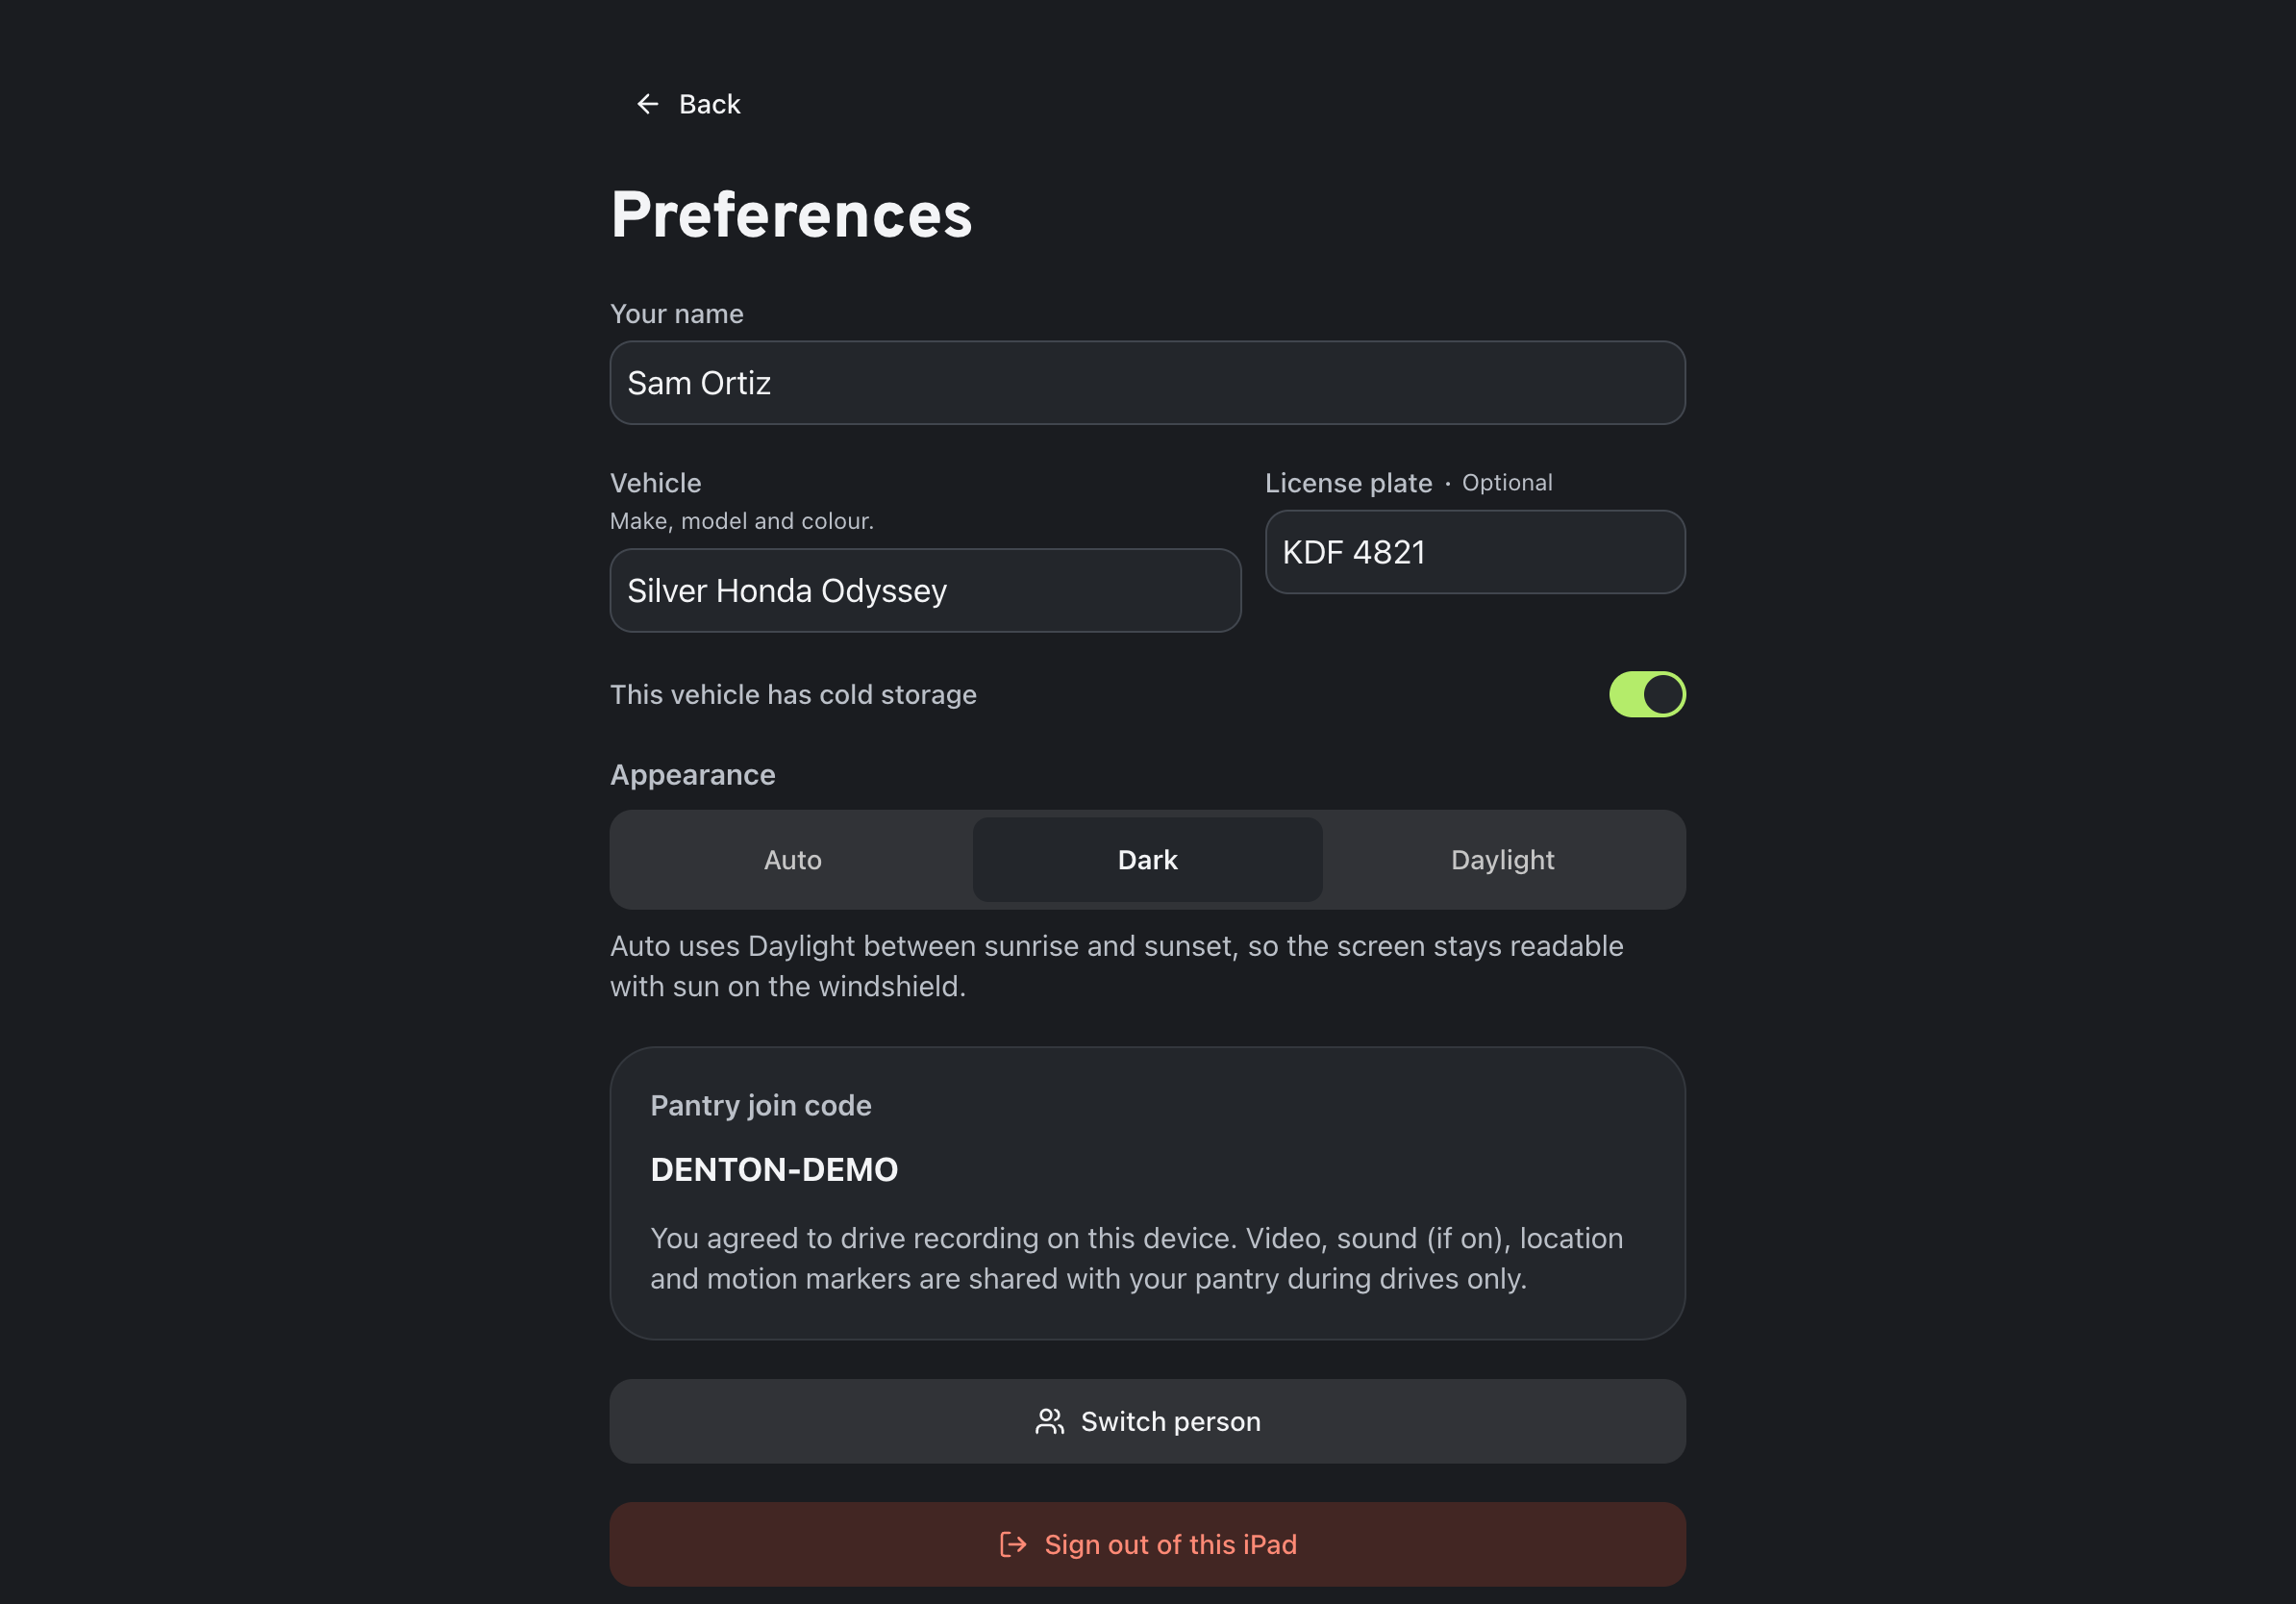 Back
Preferences
Your name
Sam Ortiz
Vehicle
Make, model and colour.
Silver Honda Odyssey
License plate · Optional
KDF 4821
This vehicle has cold storage
Appearance
Auto
Dark
Daylight
Auto uses Daylight between sunrise and sunset, so the screen stays readable
with sun on the windshield.
Pantry join code
DENTON-DEMO
You agreed to drive recording on this device. Video, sound (if on), location
and motion markers are shared with your pantry during drives only.
Switch person
Sign out of this iPad